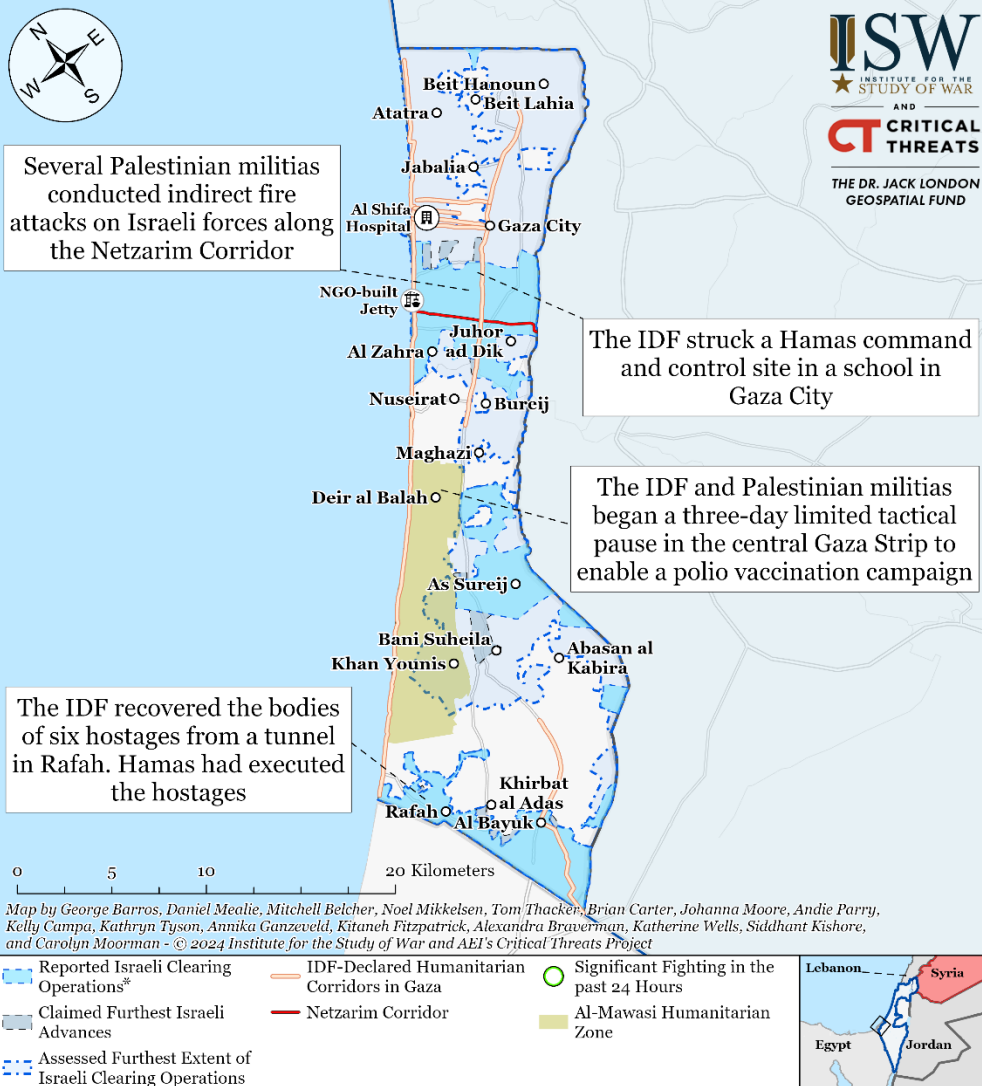 N
E
W
S
ISW
INSTITUTE FOR THE
STUDY OF WAR
AND
CT CRITICAL
THREATS
THE DR. JACK LONDON
GEOSPATIAL FUND
Beit Hanoun
Beit Lahia
Atatra
Several Palestinian militias
conducted indirect fire
attacks on Israeli forces along
the Netzarim Corridor
Jabalia
Al Shifa
Hospital
Gaza City
NGO-built
Jetty
Juhor
ad Dik
Al Zahra
The IDF struck a Hamas command
and control site in a school in
Gaza City
Nuseirat
Bureij
Maghazi
Deir al Balah
The IDF and Palestinian militias
began a three-day limited tactical
pause in the central Gaza Strip to
enable a polio vaccination campaign
As Sureij
Bani Suheila
Abasan al
Kabira
Khan Younis
The IDF recovered the bodies
of six hostages from a tunnel
in Rafah. Hamas had executed
the hostages
Khirbat
al Adas
Rafah
Al Bayuk
0 5 10 20 Kilometers
Map by George Barros, Daniel Mealie, Mitchell Belcher, Noel Mikkelsen, Tom Thacker, Brian Carter, Johanna Moore, Andie Parry,
Kelly Campa, Kathryn Tyson, Annika Ganzeveld, Kitaneh Fitzpatrick, Alexandra Braverman, Katherine Wells, Siddhant Kishore,
and Carolyn Moorman - © 2024 Institute for the Study of War and AEI's Critical Threats Project
Reported Israeli Clearing
Operations*
Claimed Furthest Israeli
Advances
Assessed Furthest Extent of
Israeli Clearing Operations
IDF-Declared Humanitarian
Corridors in Gaza
Netzarim Corridor
Significant Fighting in the
past 24 Hours
Al-Mawasi Humanitarian
Zone
Lebanon
Syria
Egypt
Jordan